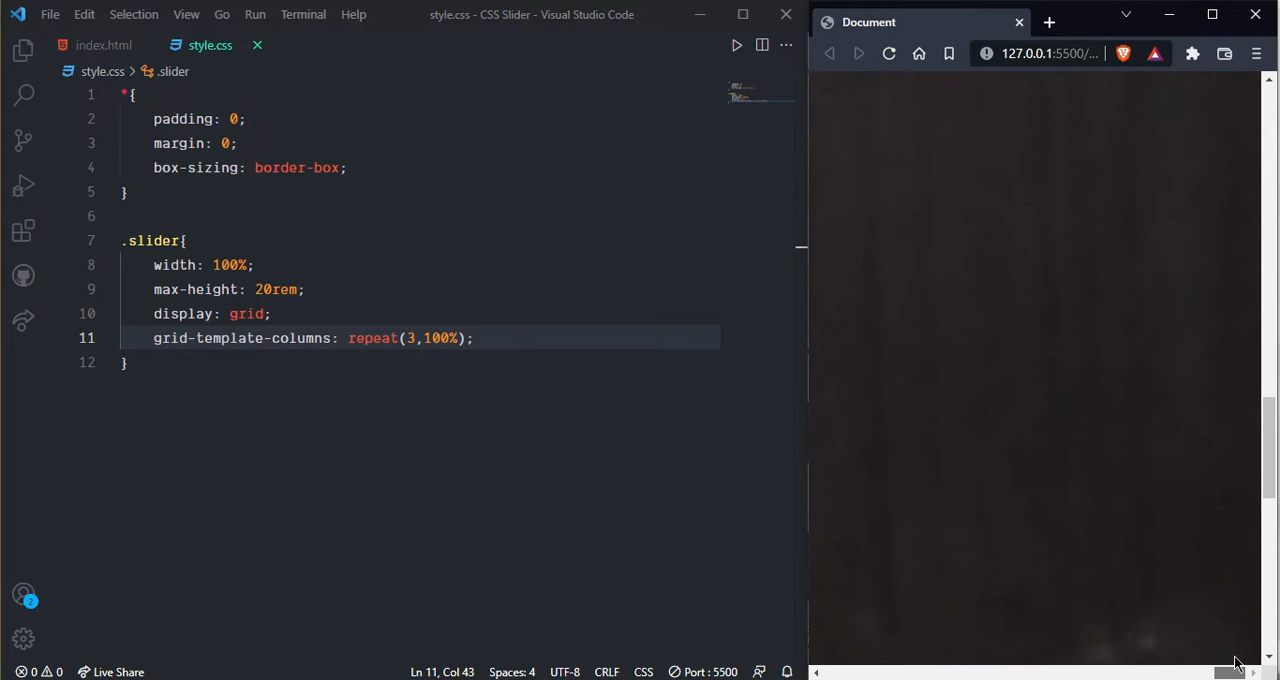 File Edit Selection View Go Run Terminal Help style.css - CSS Slider - Visual Studio Code
index.html style.css
style.css > .slider
1 *{
2 padding: 0;
3 margin: 0;
4 box-sizing: border-box;
5 }
6
7 .slider{
8 width: 100%;
9 max-height: 20rem;
10 display: grid;
11 grid-template-columns: repeat(3,100%);
12 }
2
0 0 Live Share Ln 11, Col 43 Spaces: 4 UTF-8 CRLF CSS Port : 5500
Document
127.0.0.1:5500/...